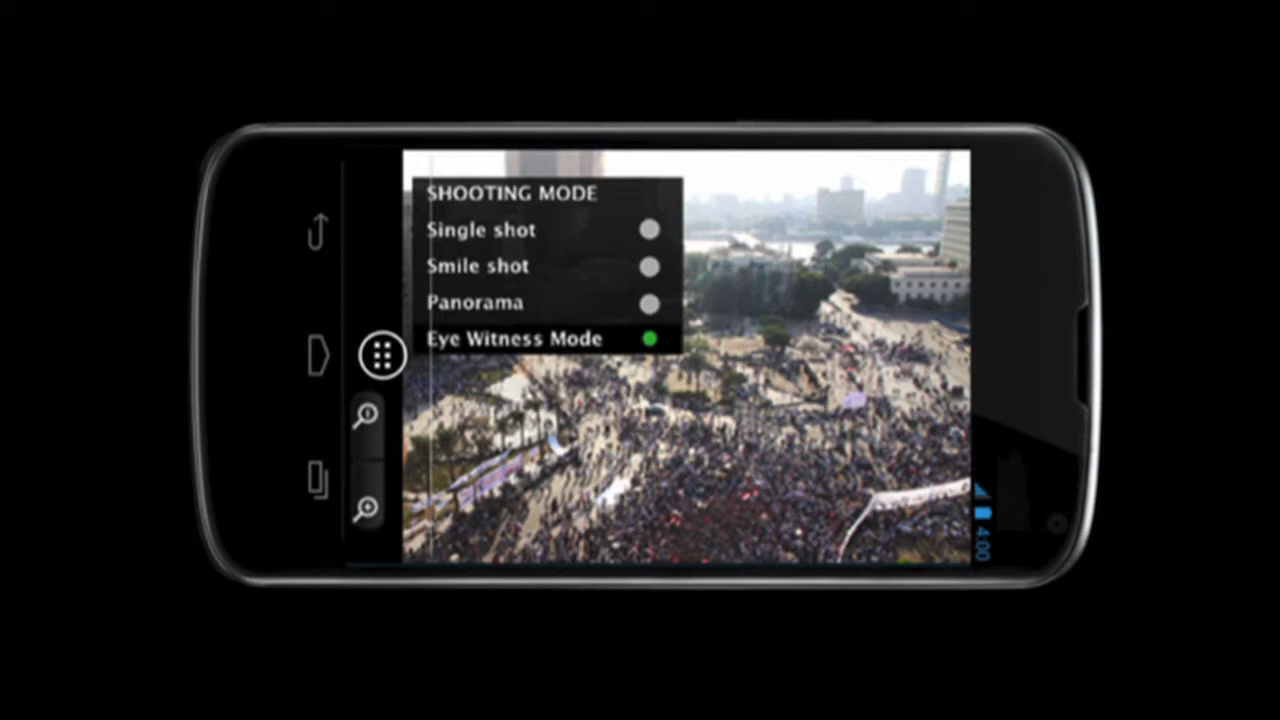 SHOOTING MODE
Single shot
Smile shot
Panorama
Eye Witness Mode
4:00